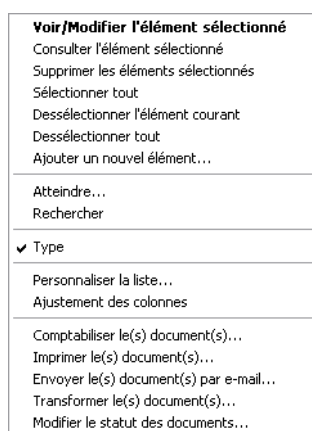 Voir/Modifier l'élément sélectionné
Consulter l'élément sélectionné
Supprimer les éléments sélectionnés
Sélectionner tout
Dessélectionner l'élément courant
Dessélectionner tout
Ajouter un nouvel élément...
Atteindre...
Rechercher
✓ Type
Personnaliser la liste...
Ajustement des colonnes
Comptabiliser le(s) document(s)...
Imprimer le(s) document(s)...
Envoyer le(s) document(s) par e-mail...
Transformer le(s) document(s)...
Modifier le statut des documents...